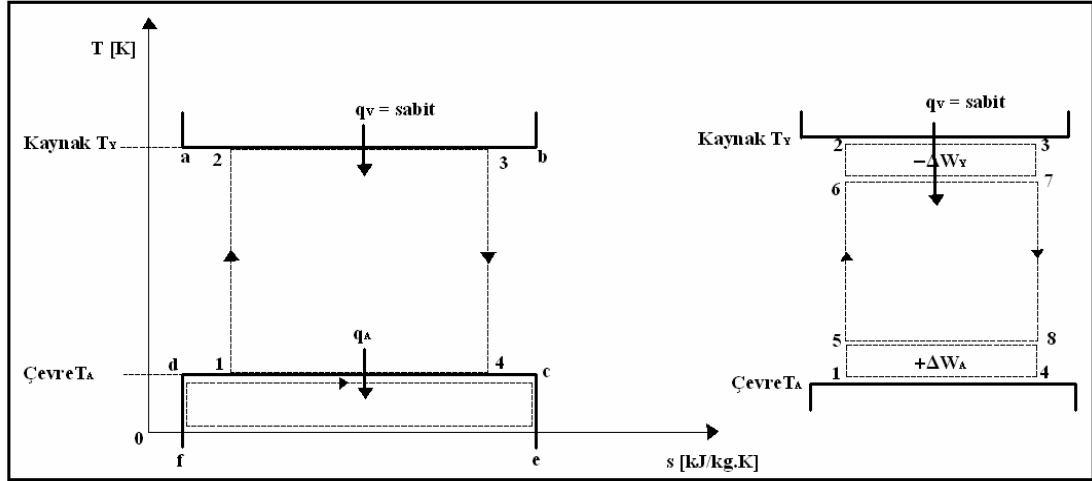 T [K]
qv = sabit
Kaynak TY
a
2
3
b
qA
d
1
4
c
ÇevreTA
0
f
e
s [kJ/kg.K]
qv = sabit
Kaynak TY
2
3
−ΔWY
6
7
5
8
+ΔWA
1
4
ÇevreTA